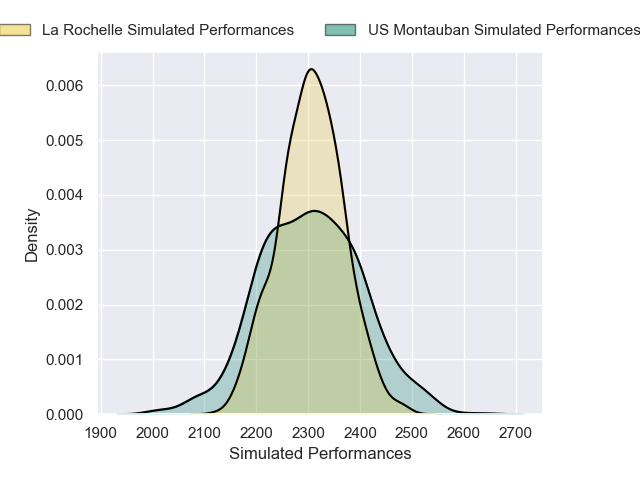 La Rochelle Simulated Performances US Montauban Simulated Performances
0.006
0.005
0.004
0.003
0.002
0.001
0.000
Density
1900 2000 2100 2200 2300 2400 2500 2600 2700
Simulated Performances